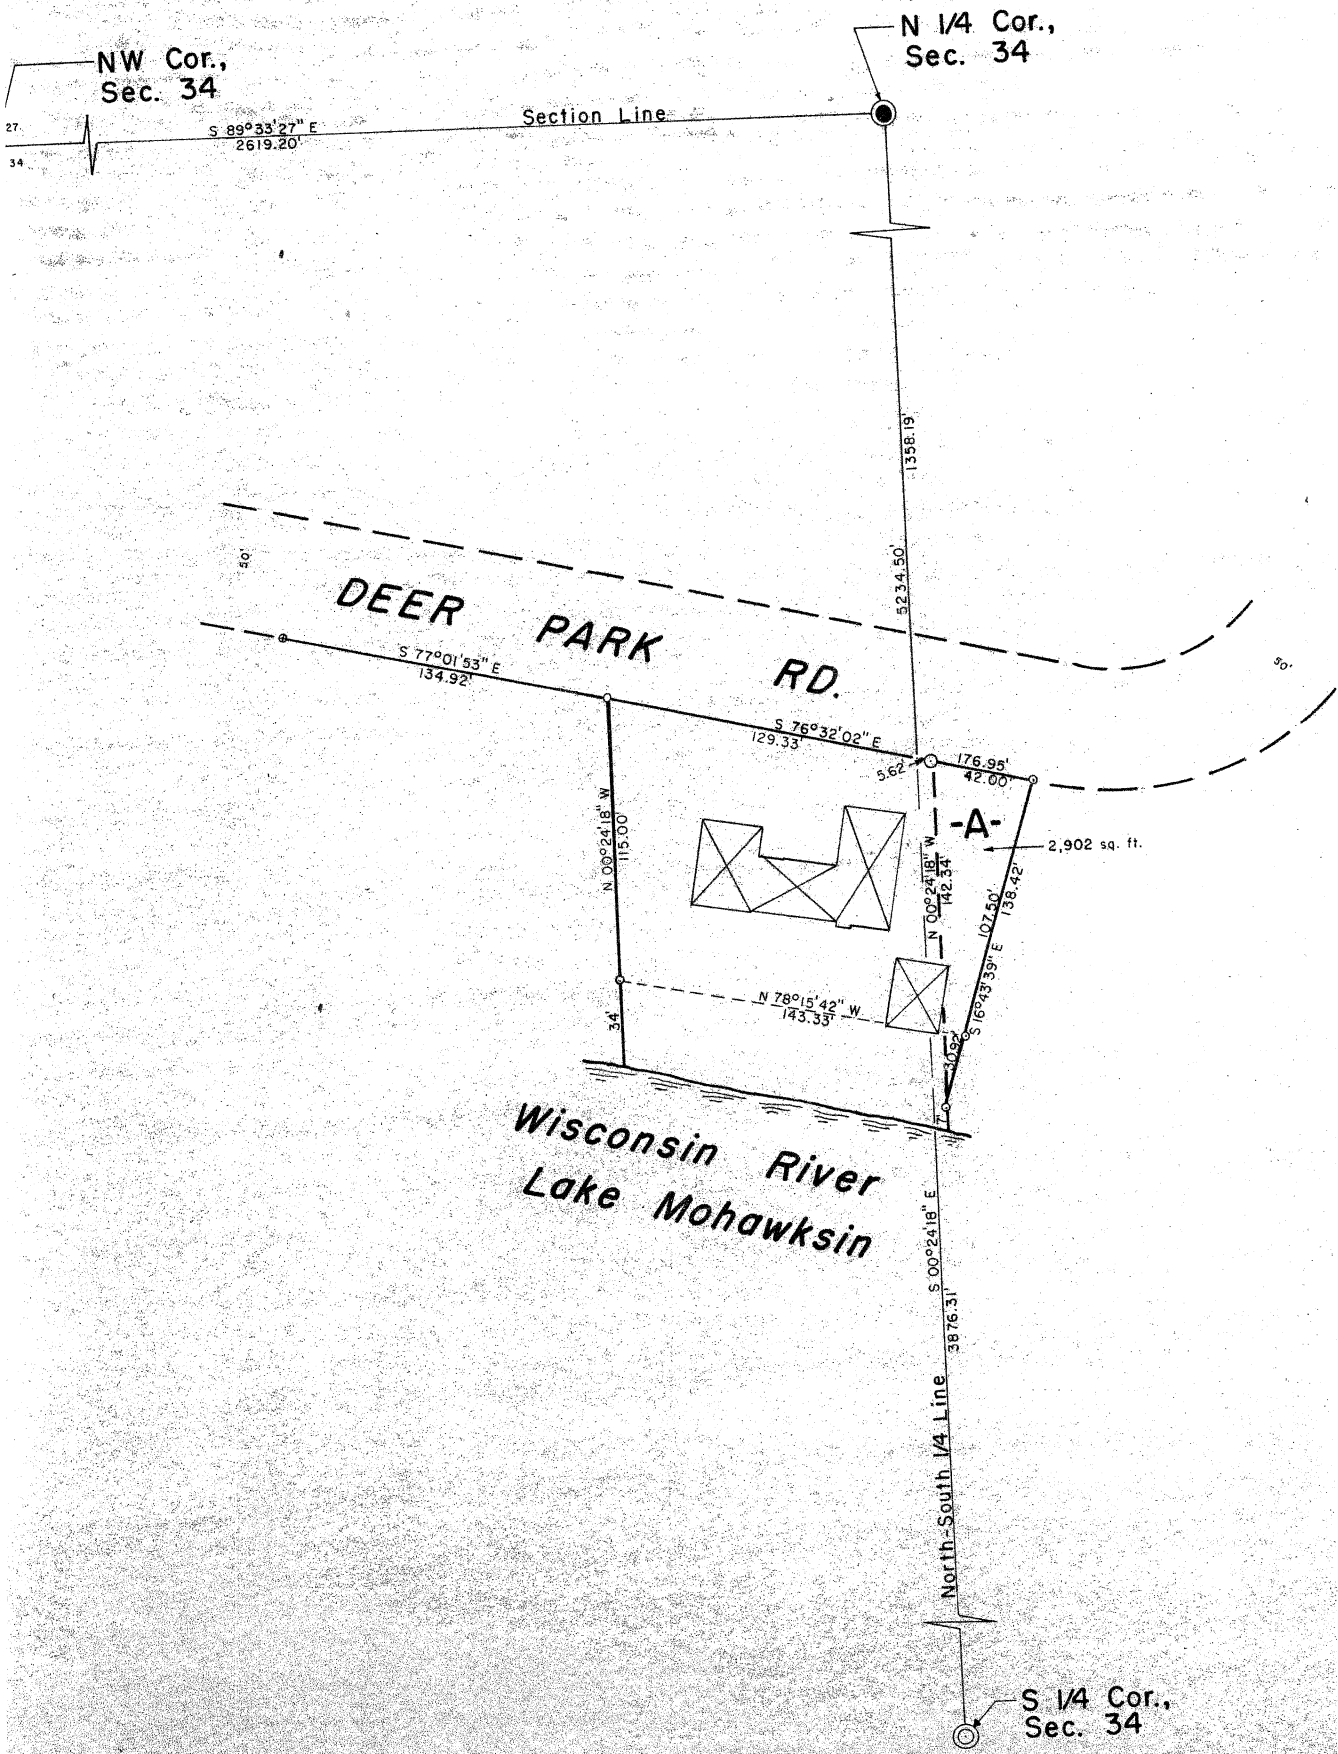 N 1/4 Cor.,
Sec. 34
NW Cor.,
Sec. 34
27
34
S 89°33'27" E
2619.20'
Section Line
1358.19'
5234.50'
50'
DEER PARK RD.
S 77°01'53" E
134.92'
50'
S 76°32'02" E
129.33'
5.62'
176.95'
42.00'
-A-
2,902 sq. ft.
N 00°24'18" W
115.00'
N 00°24'18" W
142.34'
107.50'
138.42'
S 16°43'39" E
N 78°15'42" W
143.33'
34'
30.92'
7'
Wisconsin River
Lake Mohawksin
S 00°24'18" E
3876.31'
North-South 1/4 Line
S 1/4 Cor.,
Sec. 34